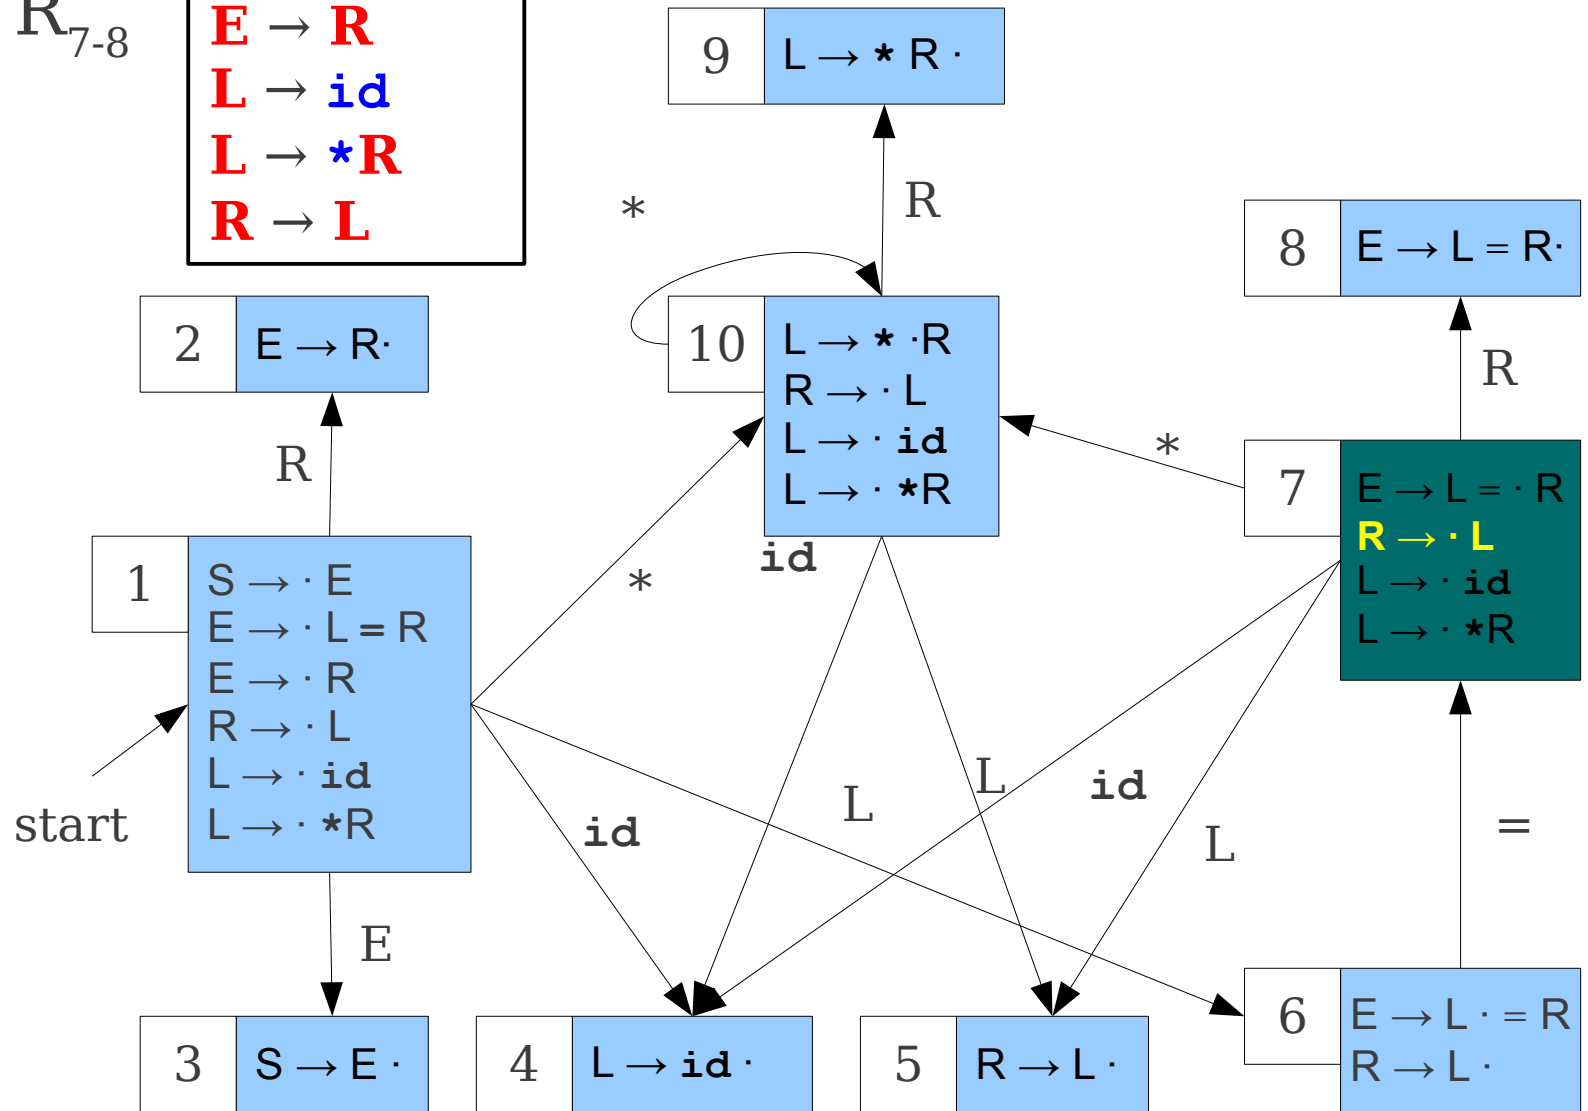 R7-8
E → R
L → id
L → *R
R → L
9
L → * R ·
*
R
8
E → L = R·
2
E → R·
10
L → * ·R
R → · L
L → · id
L → · *R
R
R
*
7
E → L = · R
R → · L
L → · id
L → · *R
1
S → · E
E → · L = R
E → · R
R → · L
L → · id
L → · *R
*
id
start
id
L
L
id
L
=
E
3
S → E ·
4
L → id ·
5
R → L ·
6
E → L · = R
R → L ·